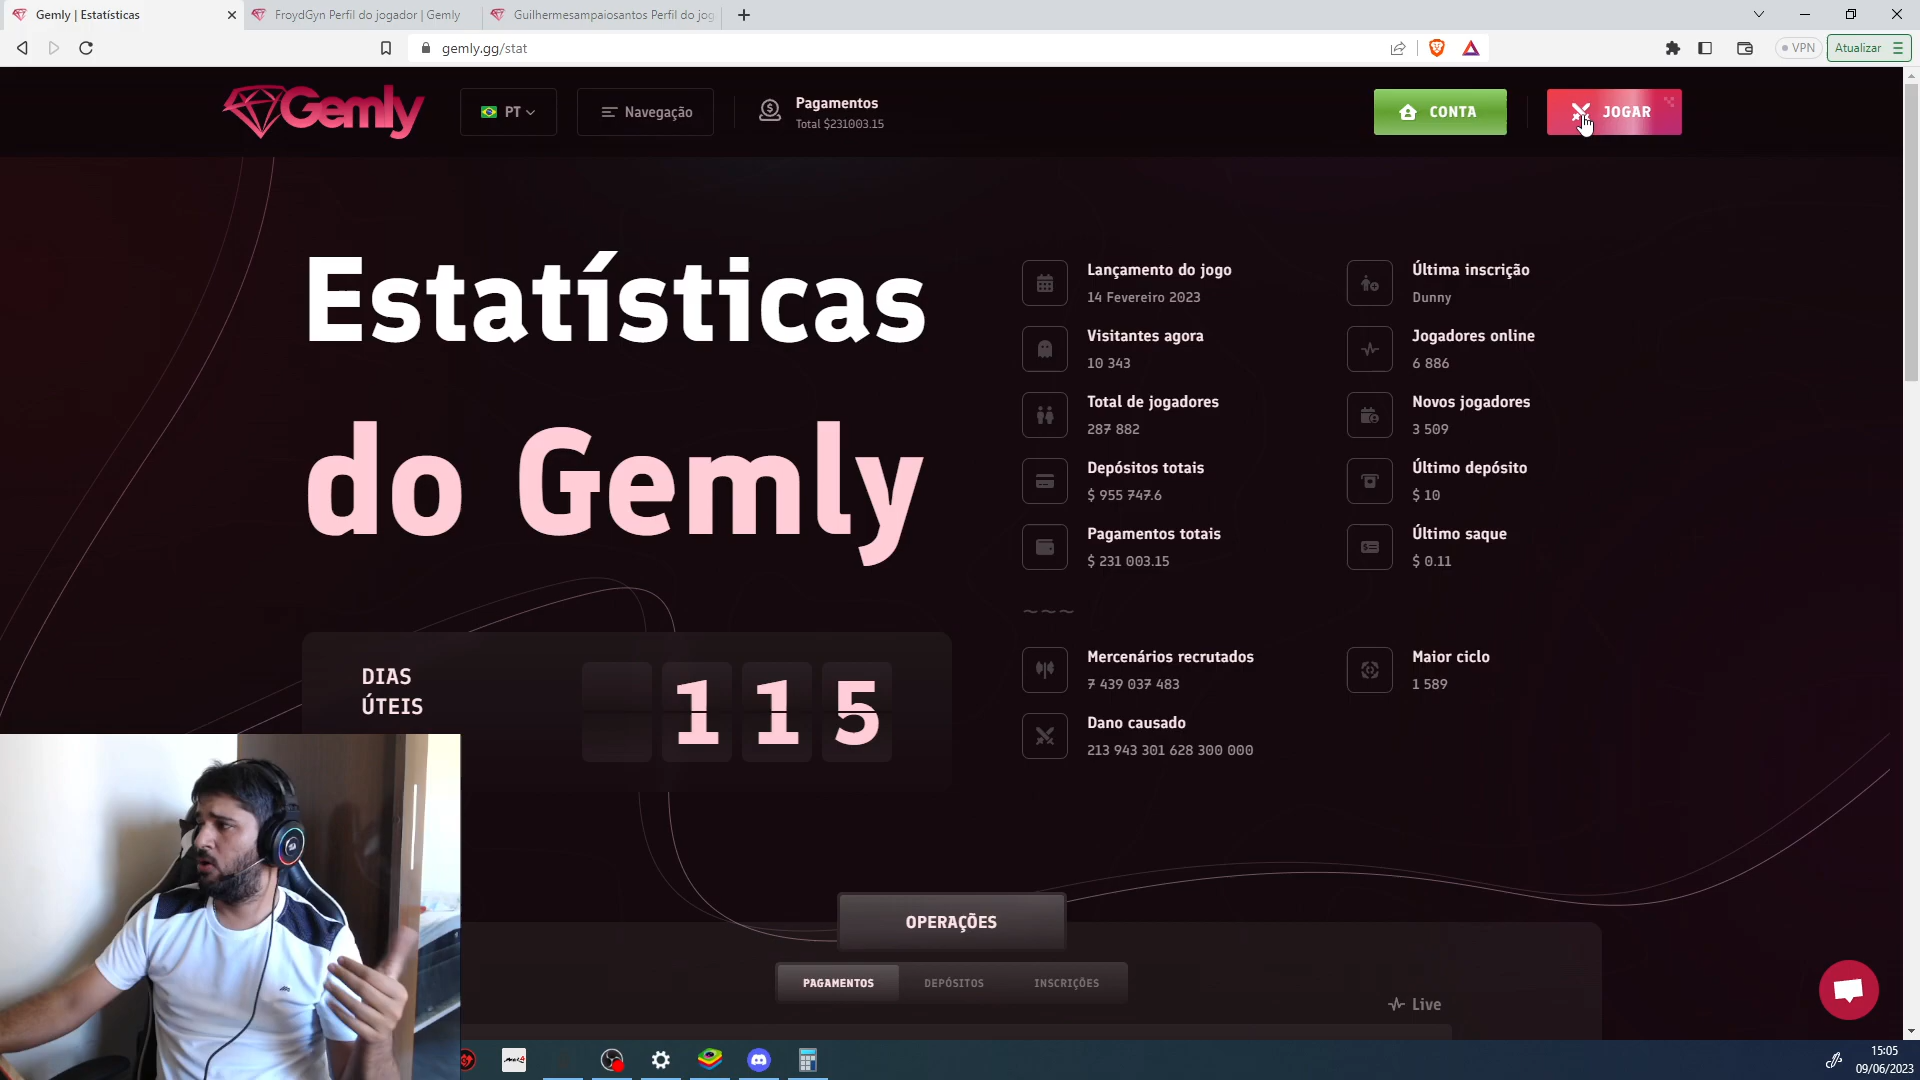 Gemly | Estatísticas
FroydGyn Perfil do jogador | Gemly
Guilhermesampaiosantos Perfil do jog
gemly.gg/stat
VPN
Atualizar
Gemly
PT
Navegação
Pagamentos
Total $231003.15
CONTA
JOGAR
Estatísticas
do Gemly
Lançamento do jogo
14 Fevereiro 2023
Última inscrição
Dunny
Visitantes agora
10 343
Jogadores online
6 886
Total de jogadores
287 882
Novos jogadores
3 509
Depósitos totais
$ 955 747.6
Último depósito
$ 10
Pagamentos totais
$ 231 003.15
Último saque
$ 0.11
~~~
Mercenários recrutados
7 439 037 483
Maior ciclo
1 589
Dano causado
213 943 301 628 300 000
DIAS
ÚTEIS
115
OPERAÇÕES
PAGAMENTOS
DEPÓSITOS
INSCRIÇÕES
Live
15:05
09/06/2023